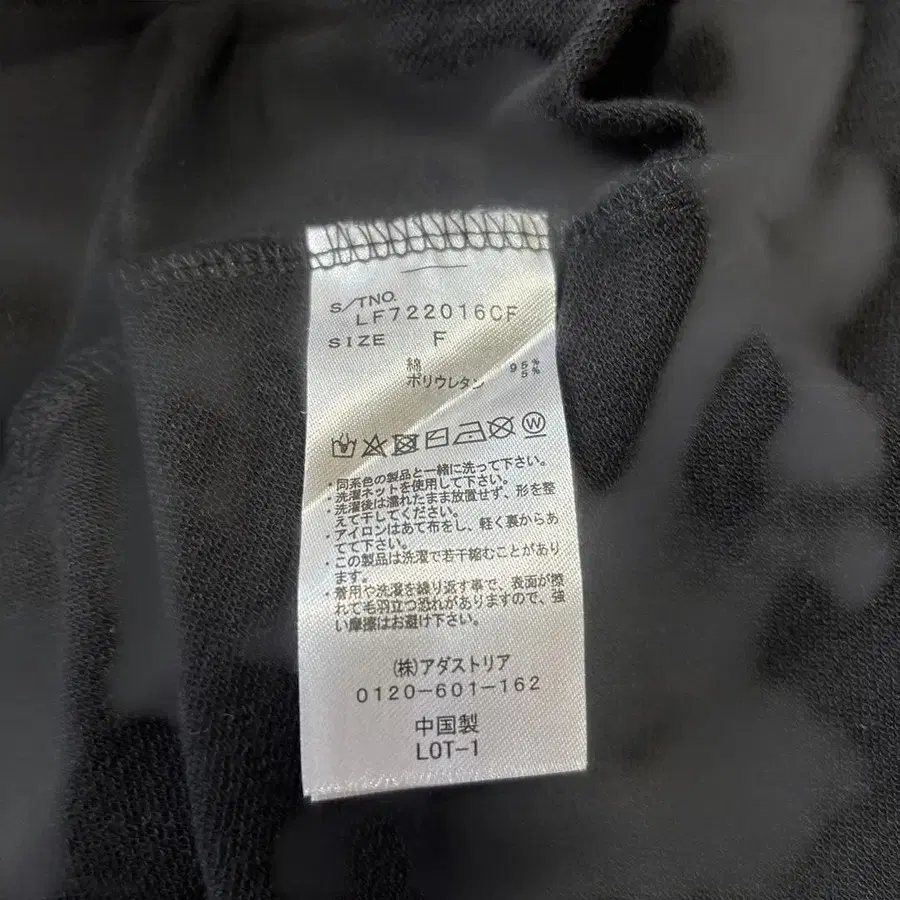 S/TNO.
LF722016CF
SIZE F
綿 95%
ポリウレタン 5%
・同系色の製品と一緒に洗って下さい。
・洗濯ネットを使用して下さい。
・洗濯後は濡れたまま放置せず、形を整
えて干してください。
・アイロンはあて布をし、軽く裏からあ
てて下さい。
・この製品は洗濯で若干縮むことがあり
ます。
・着用や洗濯を繰り返す事で、表面が擦
れて毛羽立つ恐れがありますので、強
い摩擦はお避け下さい。
(株)アダストリア
0120-601-162
中国製
LOT-1